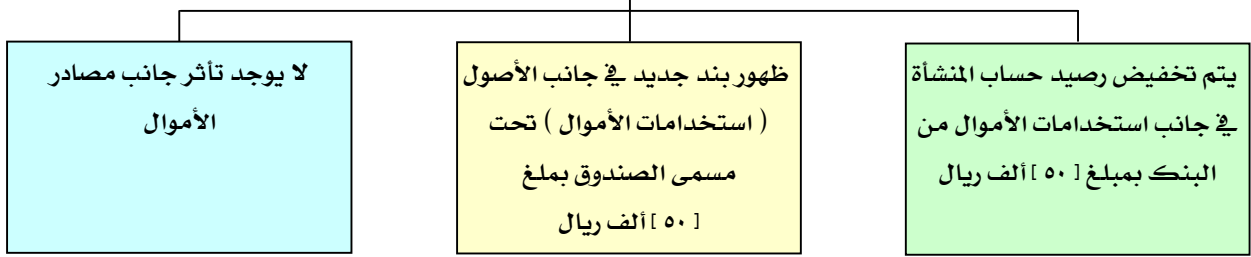 يتم تخفيض رصيد حساب المنشأة
في جانب استخدامات الأموال من
البنك بمبلغ [ ٥٠ ] ألف ريال
ظهور بند جديد في جانب الأصول
( استخدامات الأموال ) تحت
مسمى الصندوق بملغ
[ ٥٠ ] ألف ريال
لا يوجد تأثر جانب مصادر
الأموال